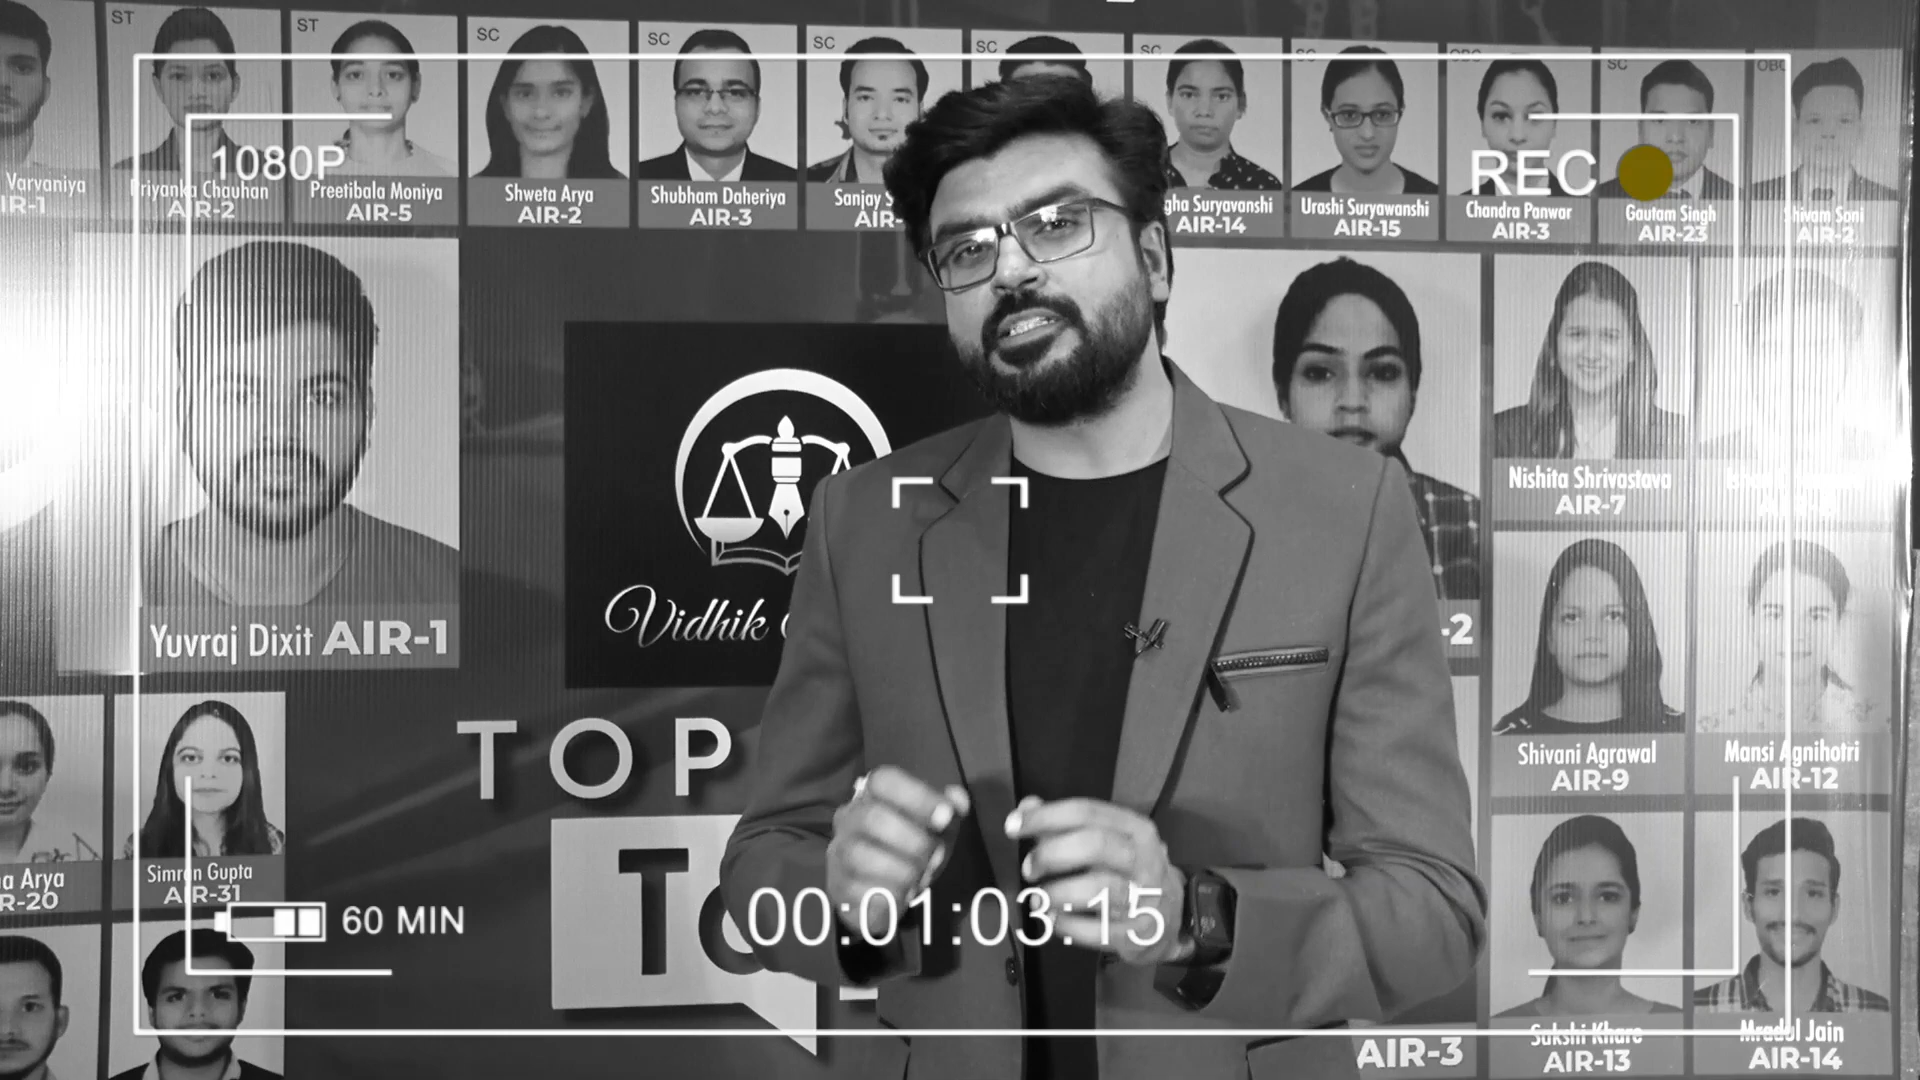 ST
ST
SC
SC
SC
SC
SC
SC
OBC
SC
OBC
Varvaniya
Priyanka Chauhan
AIR-2
Preetibala Moniya
AIR-5
Shweta Arya
AIR-2
Shubham Daheriya
AIR-3
Sanjay
AIR-
Suryavanshi
AIR-14
Urashi Suryawanshi
AIR-15
Chandra Panwar
AIR-3
Gautam Singh
AIR-23
Shivam Soni
AIR-2
1080P
REC
Yuvraj Dixit AIR-1
Vidhik
-2
Nishita Shrivastava
AIR-7
TOP
To
Shivani Agrawal
AIR-9
Mansi Agnihotri
AIR-12
Arya
R-20
Simran Gupta
AIR-31
60 MIN
00:01:03:15
AIR-3
Sakshi Khare
AIR-13
Mradul Jain
AIR-14